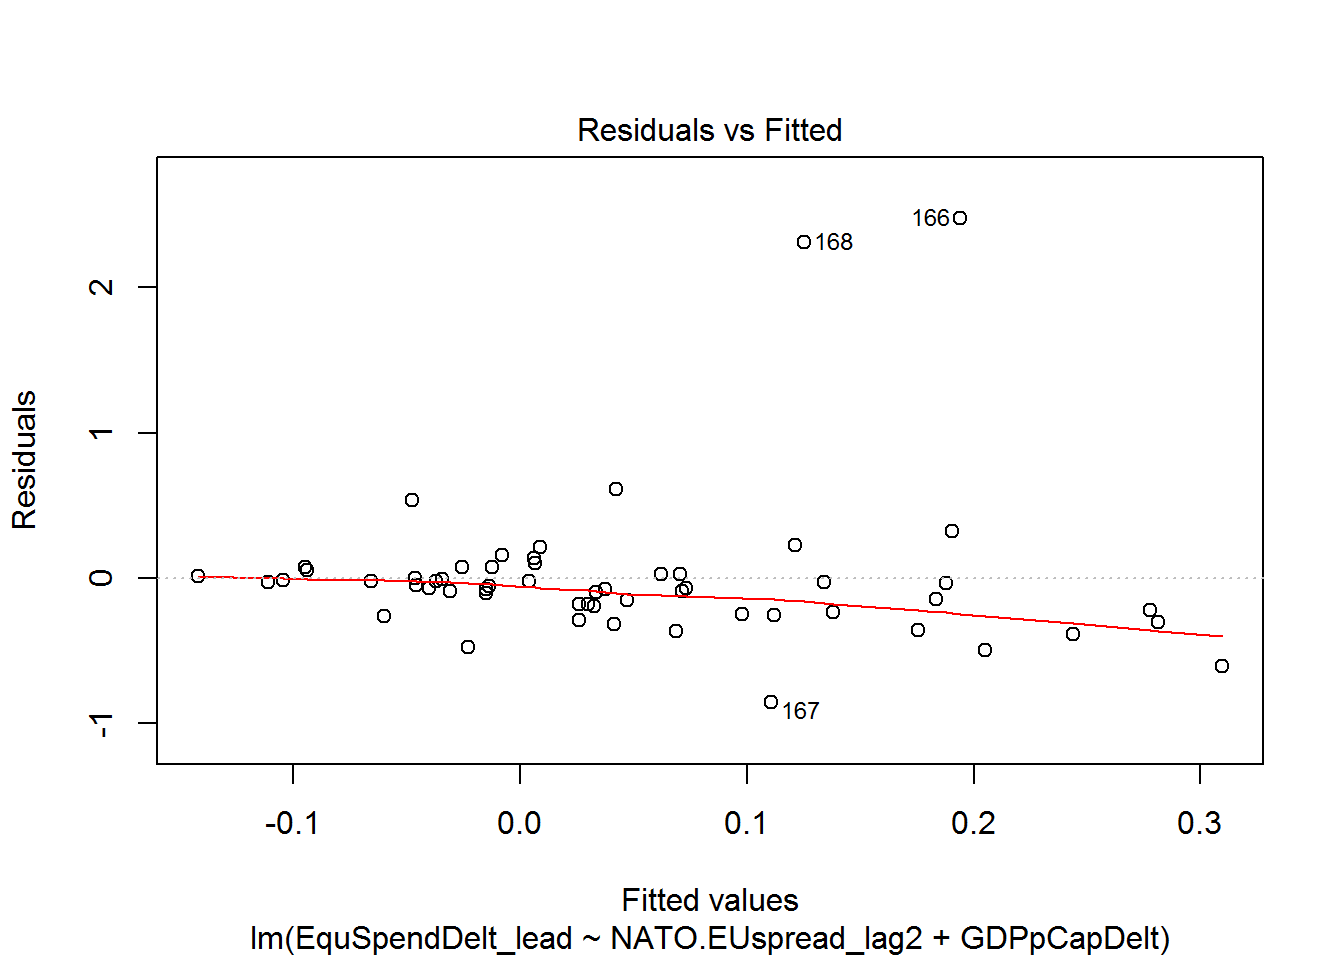 Residuals vs Fitted
166
168
2
1
0
-1
Residuals
167
-0.1 0.0 0.1 0.2 0.3
Fitted values
lm(EquSpendDelt_lead ~ NATO.EUspread_lag2 + GDPpCapDelt)